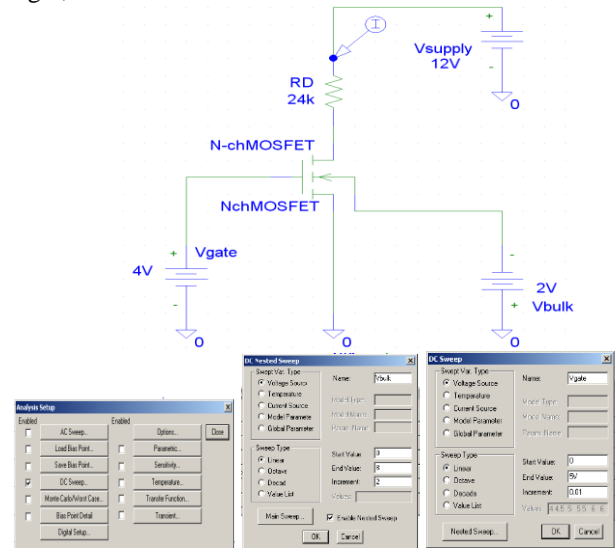 I
Vsupply
12V
RD
24k
0
N-chMOSFET
NchMOSFET
+
-
Vgate
4V
+
-
2V
Vbulk
-
+
0
0
0
Analysis Setup
Enabled
Enabled
AC Sweep...
Options...
Close
Load Bias Point...
Parametric...
Save Bias Point...
Sensitivity...
DC Sweep...
Temperature...
Monte Carlo/Worst Case...
Transfer Function...
Bias Point Detail
Transient...
Digital Setup...
DC Nested Sweep
Swept Var. Type
Voltage Source
Temperature
Current Source
Model Parameter
Global Parameter
Name:
Vbulk
Model Type:
Model Name:
Param. Name:
Sweep Type
Linear
Octave
Decad
Value List
Start Value:
0
End Value:
8
Increment:
2
Values:
Main Sweep...
Enable Nested Sweep
OK
Cancel
DC Sweep
Swept Var. Type
Voltage Source
Temperature
Current Source
Model Parameter
Global Parameter
Name:
Vgate
Model Type:
Model Name:
Param. Name:
Sweep Type
Linear
Octave
Decade
Value List
Start Value:
0
End Value:
5V
Increment:
0.01
Values:
Nested Sweep...
OK
Cancel